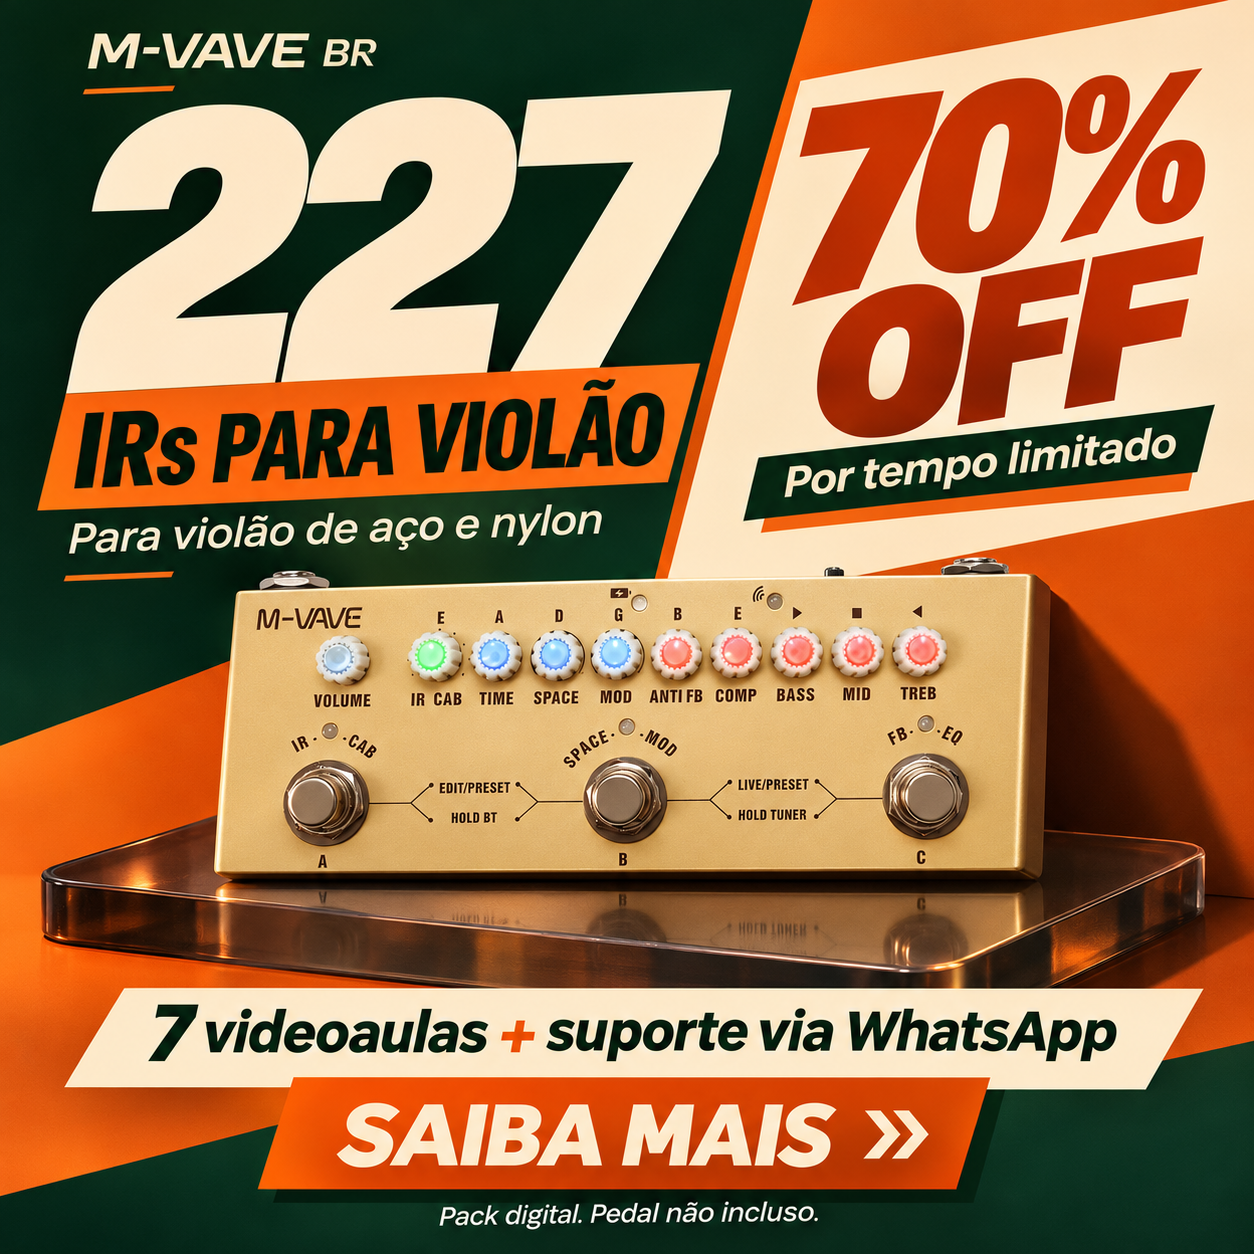 M-VAVE BR
227
IRs PARA VIOLÃO
Para violão de aço e nylon
70%
OFF
Por tempo limitado
M-VAVE
E A D G B E
VOLUME IR CAB TIME SPACE MOD ANTI FB COMP BASS MID TREB
IR CAB
SPACE MOD
FB EQ
EDIT/PRESET
HOLD BT
LIVE/PRESET
HOLD TUNER
A B C
7 videoaulas + suporte via WhatsApp
SAIBA MAIS »
Pack digital. Pedal não incluso.